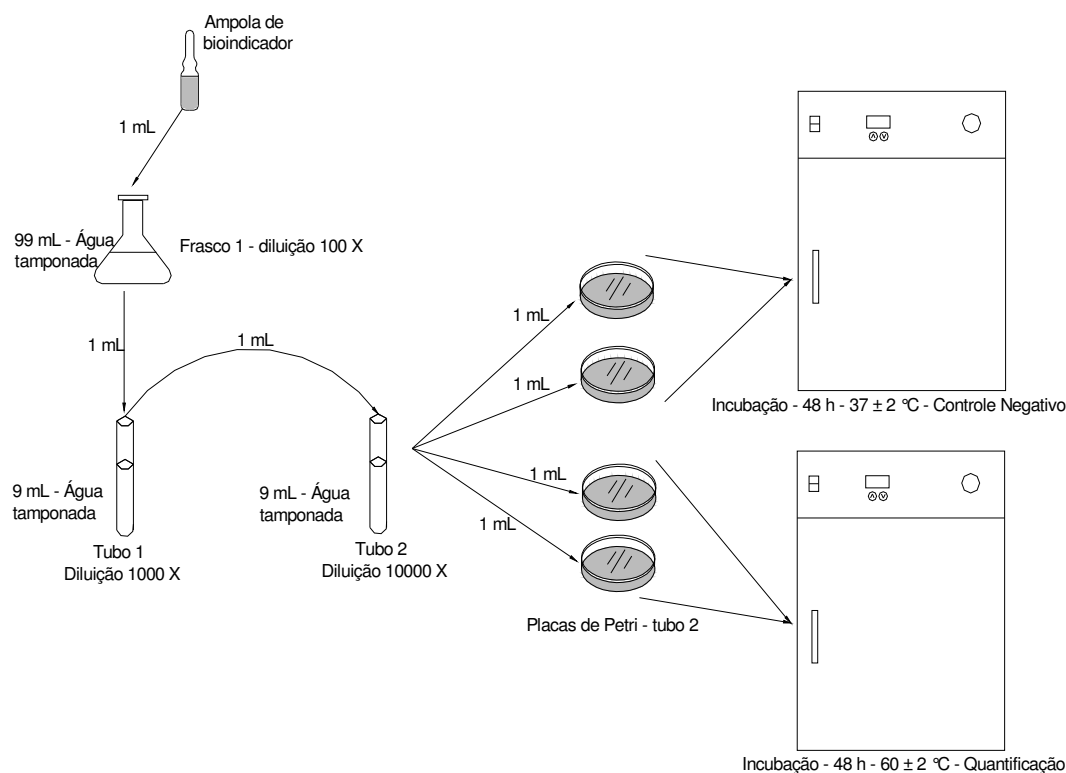 Ampola de
bioindicador
1 mL
99 mL - Água
tamponada
Frasco 1 - diluição 100 X
1 mL
1 mL
9 mL - Água
tamponada
Tubo 1
Diluição 1000 X
9 mL - Água
tamponada
Tubo 2
Diluição 10000 X
1 mL
1 mL
1 mL
1 mL
Placas de Petri - tubo 2
Incubação - 48 h - 37 ± 2 °C - Controle Negativo
Incubação - 48 h - 60 ± 2 °C - Quantificação